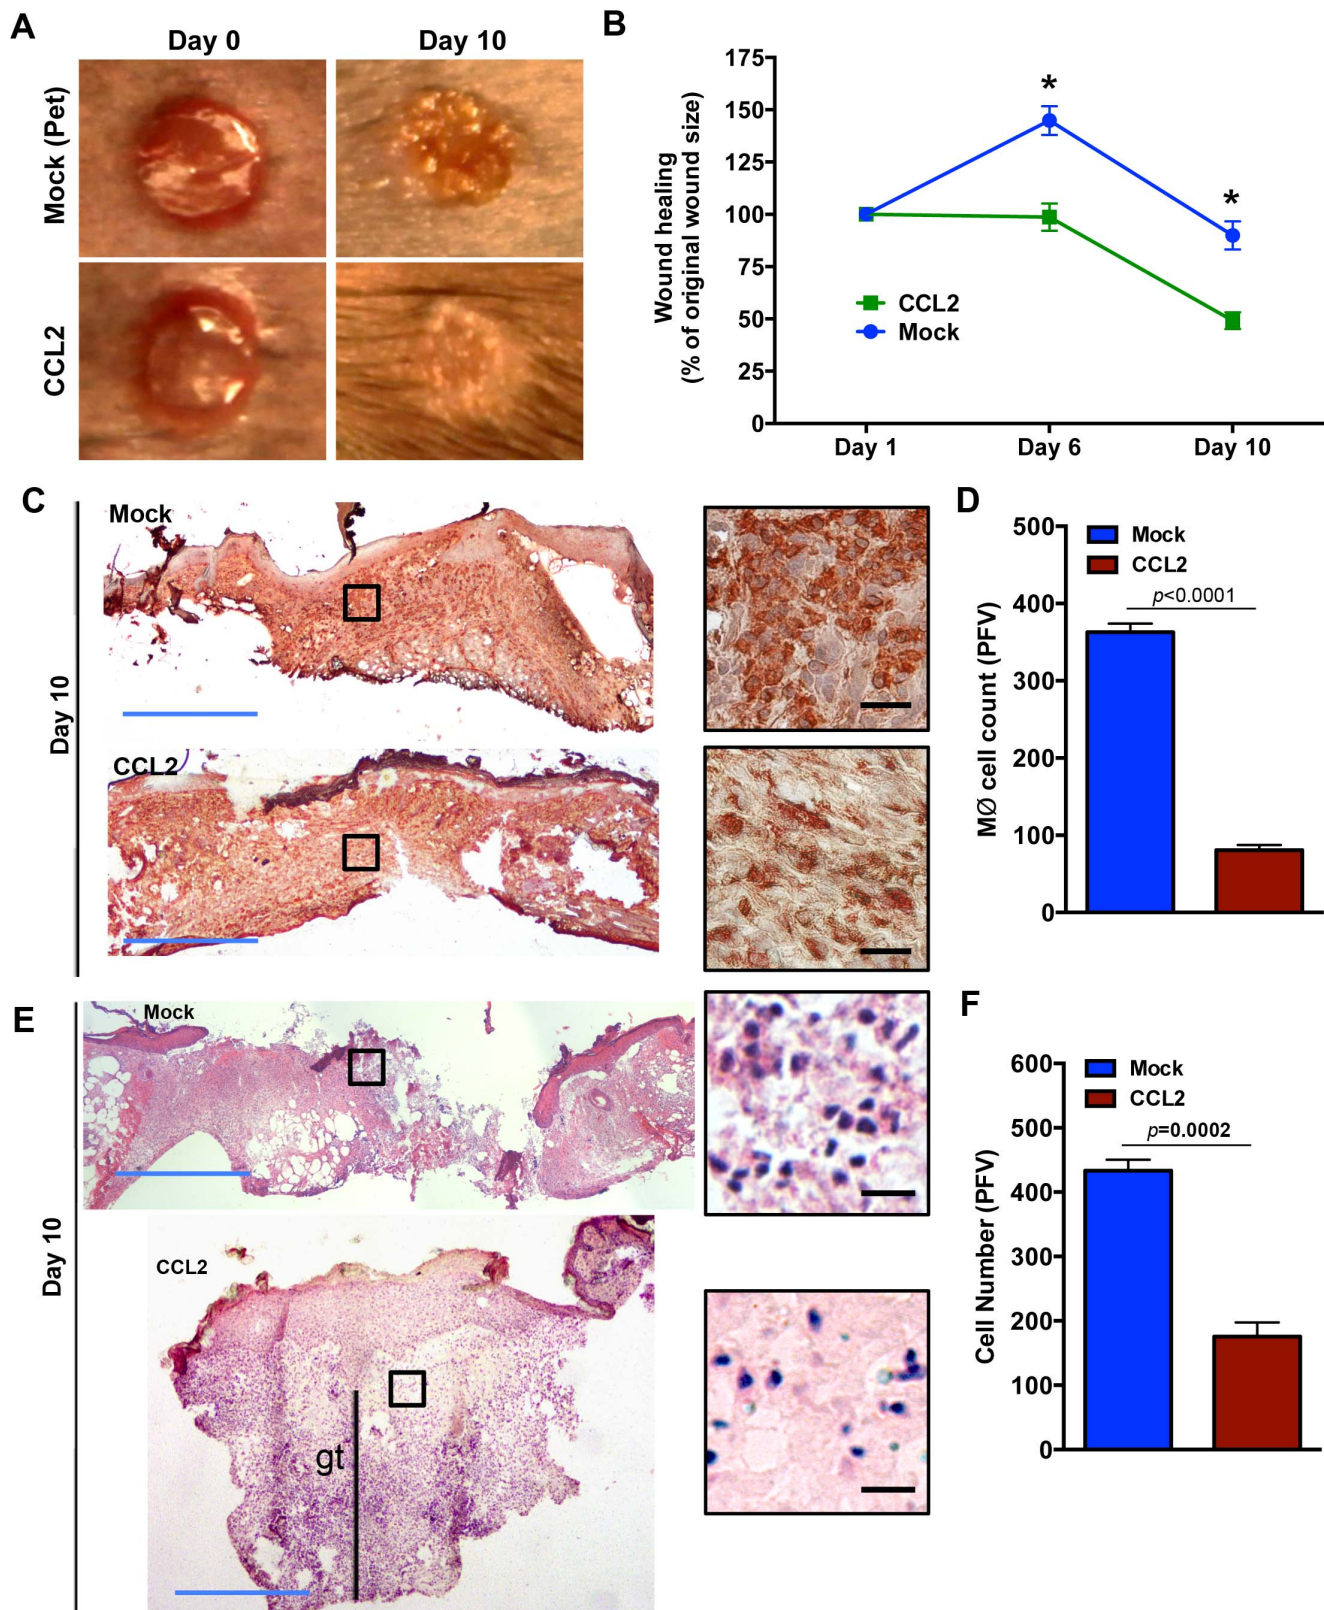 A
Day 0
Day 10
Mock (Pet)
CCL2
B
Wound healing
(% of original wound size)
175
150
125
100
75
50
25
0
*
*
CCL2
Mock
Day 1
Day 6
Day 10
C
Day 10
Mock
CCL2
D
MØ cell count (PFV)
500
400
300
200
100
0
Mock
CCL2
p<0.0001
E
Day 10
Mock
CCL2
gt
F
Cell Number (PFV)
600
500
400
300
200
100
0
Mock
CCL2
p=0.0002